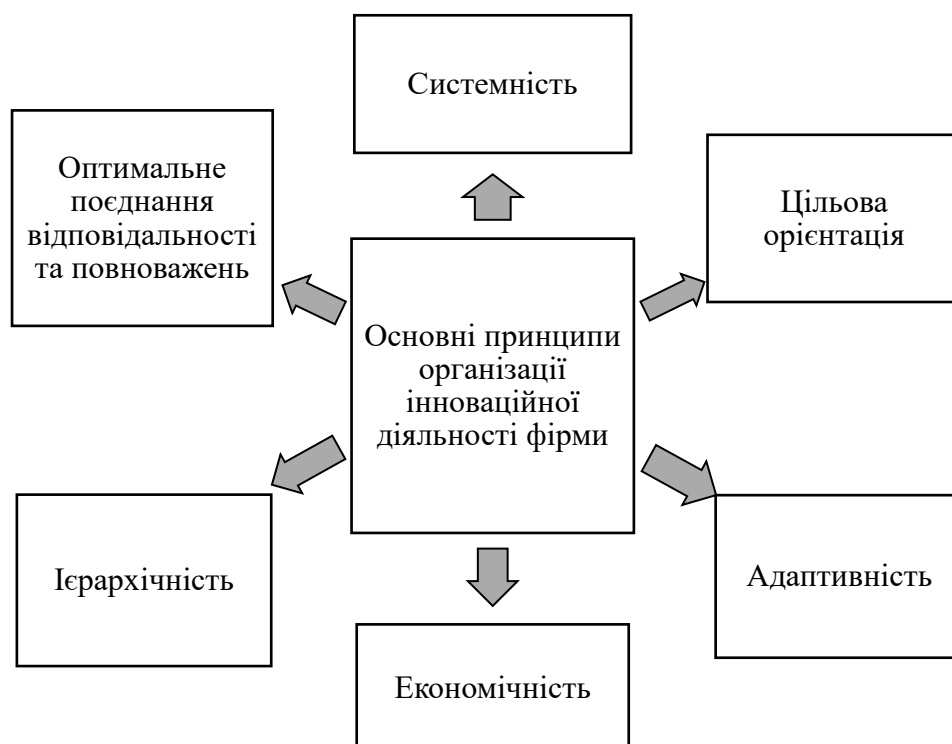 Системність
Оптимальне
поєднання
відповідальності
та повноважень
Цільова
орієнтація
Основні принципи
організації
інноваційної
діяльності фірми
Ієрархічність
Адаптивність
Економічність